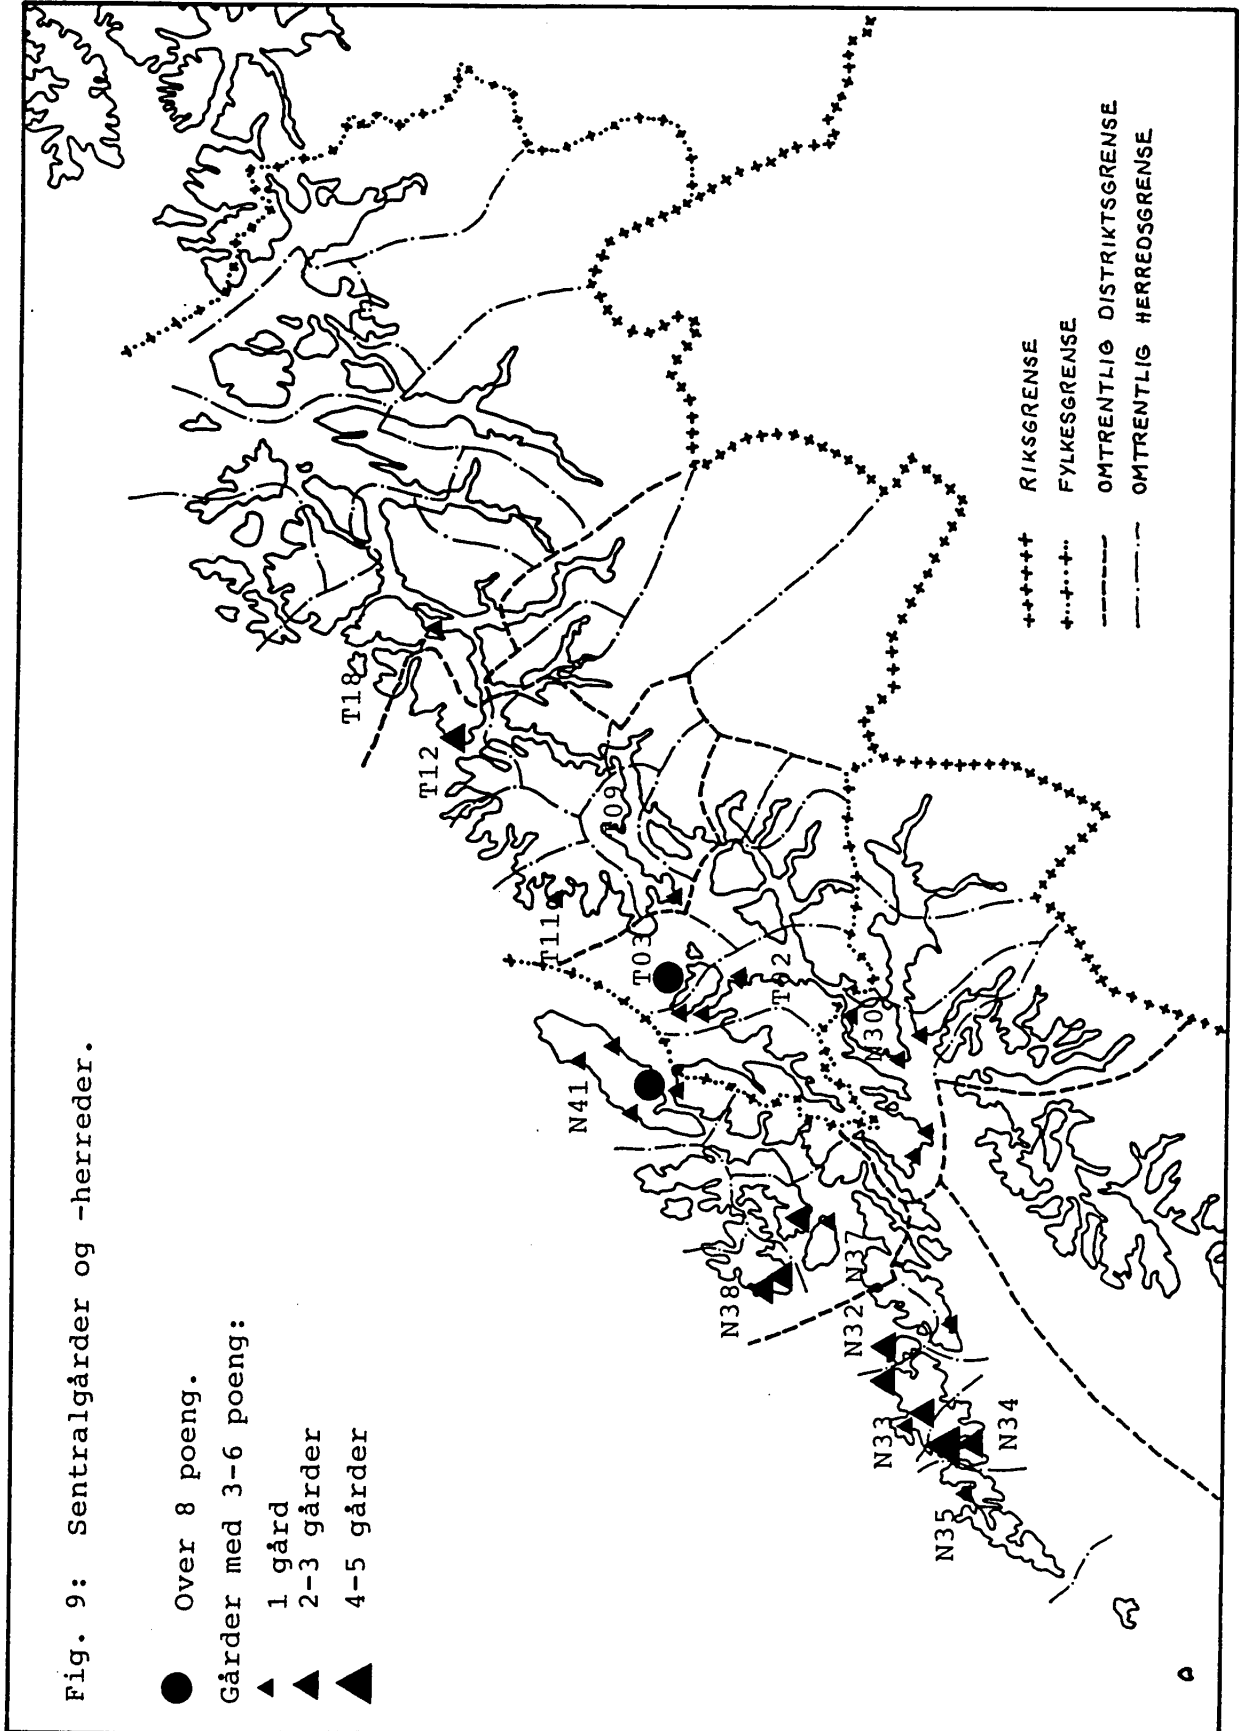 Fig. 9: Sentralgårder og -herreder.
Over 8 poeng.
Gårder med 3-6 poeng:
1 gård
2-3 gårder
4-5 gårder
T18
T12
T09
T11
T03
T02
N41
N30
N38
N37
N32
N33
N34
N35
RIKSGRENSE
FYLKESGRENSE
OMTRENTLIG DISTRIKTSGRENSE
OMTRENTLIG HERREDSGRENSE